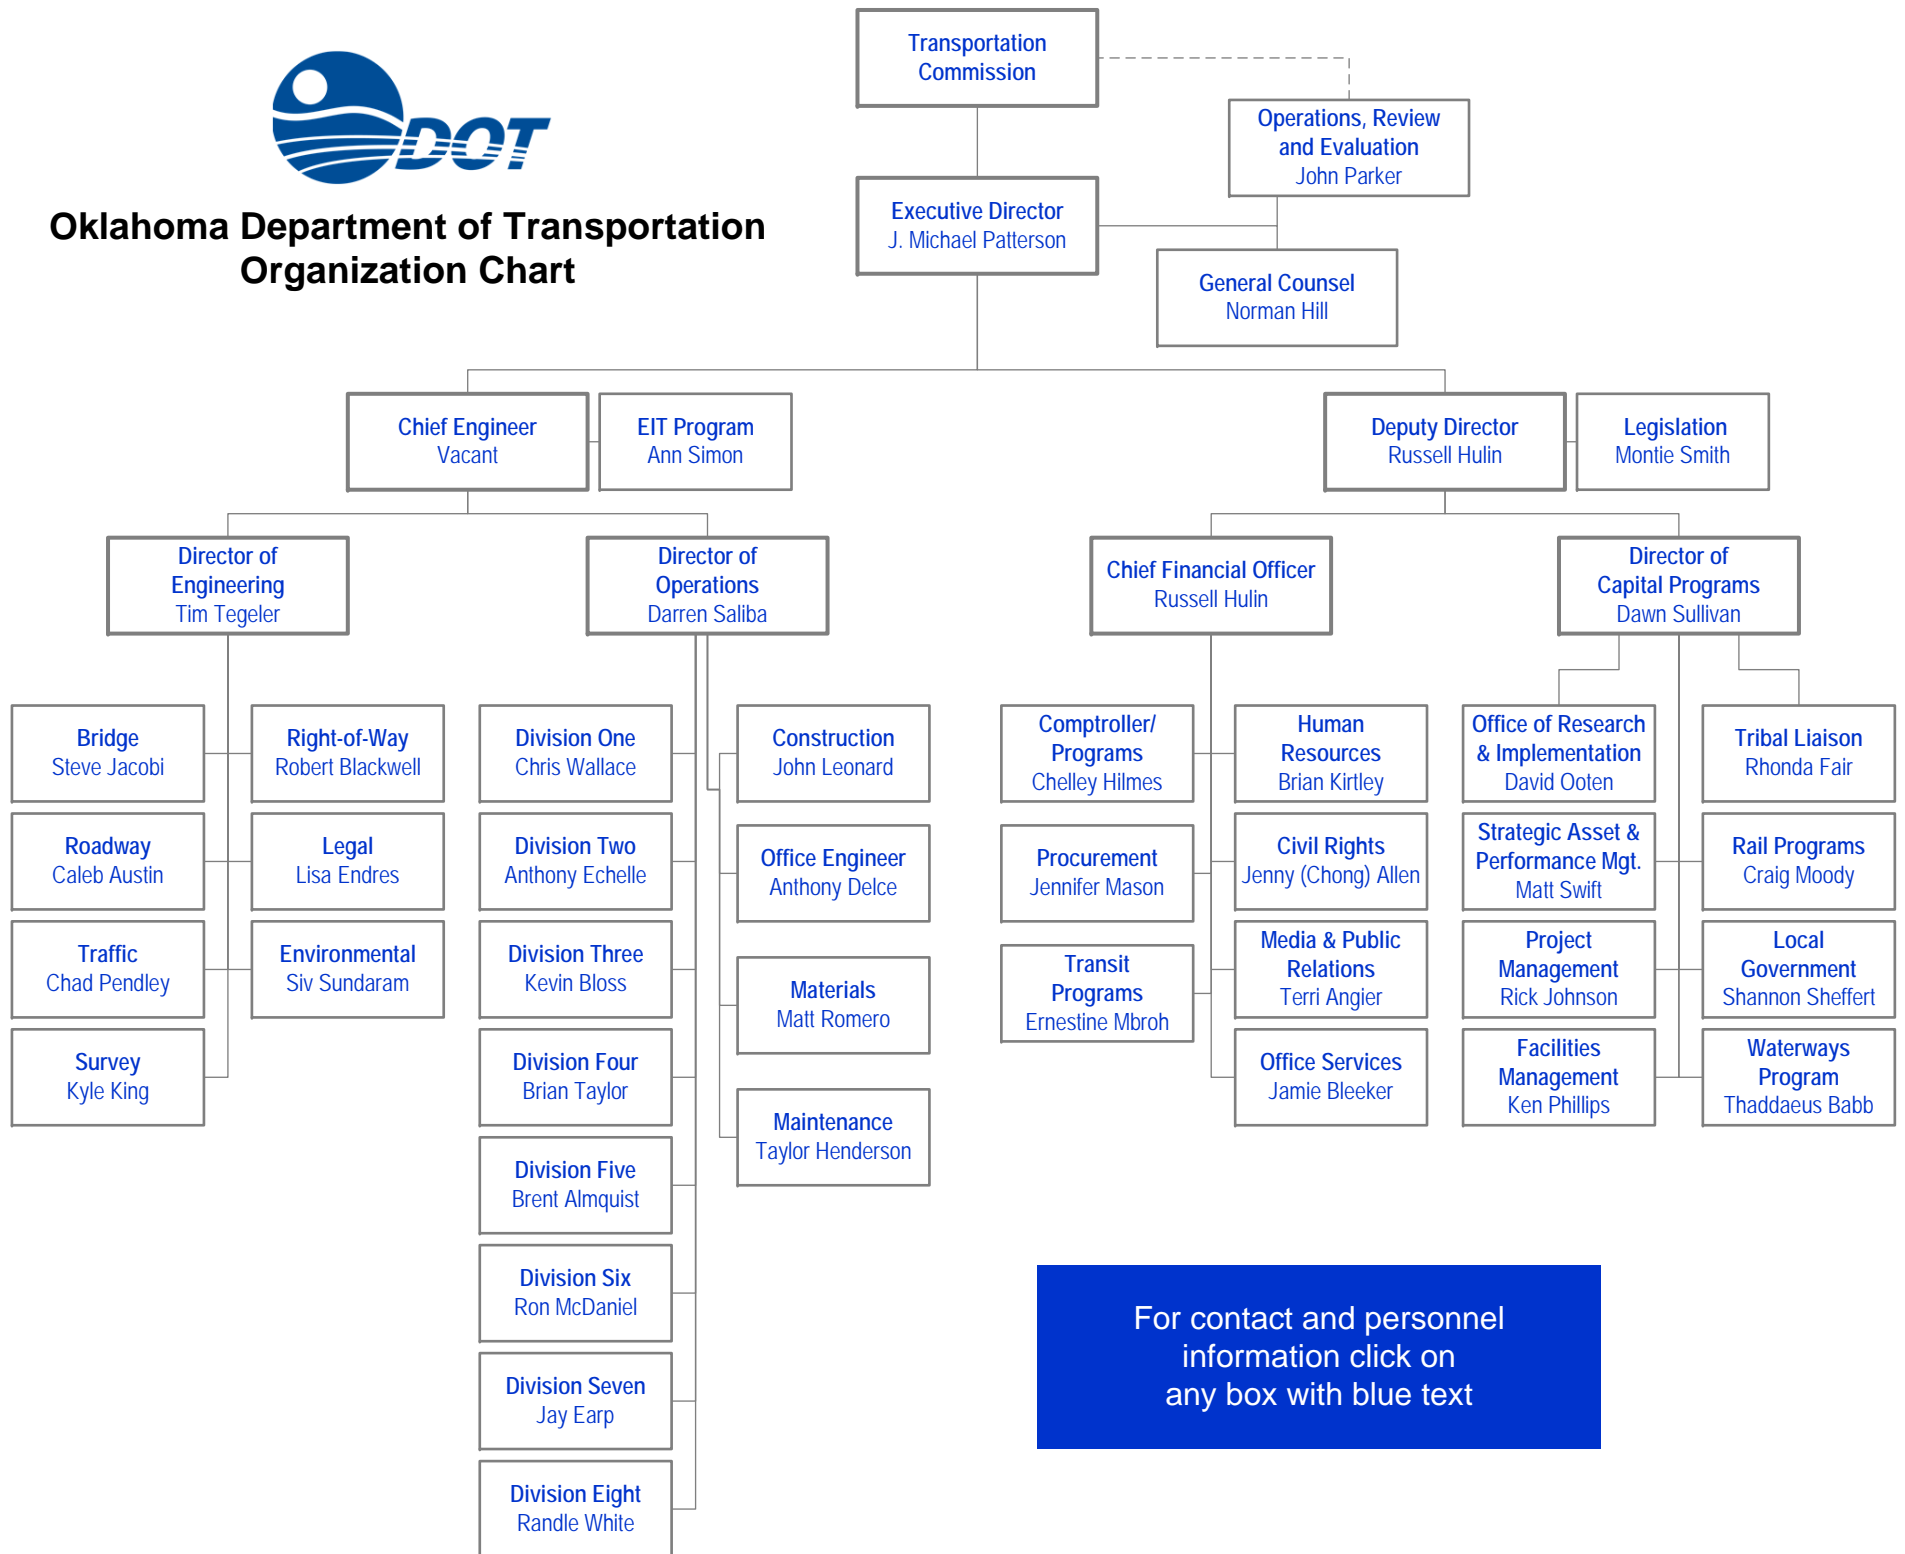 Transportation
Commission
Operations, Review
and Evaluation
John Parker
DOT
Oklahoma Department of Transportation
Organization Chart
Executive Director
J. Michael Patterson
General Counsel
Norman Hill
Chief Engineer
Vacant
EIT Program
Ann Simon
Deputy Director
Russell Hulin
Legislation
Montie Smith
Director of
Engineering
Tim Tegeler
Director of
Operations
Darren Saliba
Chief Financial Officer
Russell Hulin
Director of
Capital Programs
Dawn Sullivan
Bridge
Steve Jacobi
Right-of-Way
Robert Blackwell
Roadway
Caleb Austin
Legal
Lisa Endres
Traffic
Chad Pendley
Environmental
Siv Sundaram
Survey
Kyle King
Division One
Chris Wallace
Division Two
Anthony Echelle
Division Three
Kevin Bloss
Division Four
Brian Taylor
Division Five
Brent Almquist
Division Six
Ron McDaniel
Division Seven
Jay Earp
Division Eight
Randle White
Construction
John Leonard
Office Engineer
Anthony Delce
Materials
Matt Romero
Maintenance
Taylor Henderson
Comptroller/
Programs
Chelley Hilmes
Human
Resources
Brian Kirtley
Procurement
Jennifer Mason
Civil Rights
Jenny (Chong) Allen
Transit
Programs
Ernestine Mbroh
Media & Public
Relations
Terri Angier
Office Services
Jamie Bleeker
Office of Research
& Implementation
David Ooten
Tribal Liaison
Rhonda Fair
Strategic Asset &
Performance Mgt.
Matt Swift
Rail Programs
Craig Moody
Project
Management
Rick Johnson
Local
Government
Shannon Sheffert
Facilities
Management
Ken Phillips
Waterways
Program
Thaddaeus Babb
For contact and personnel
information click on
any box with blue text